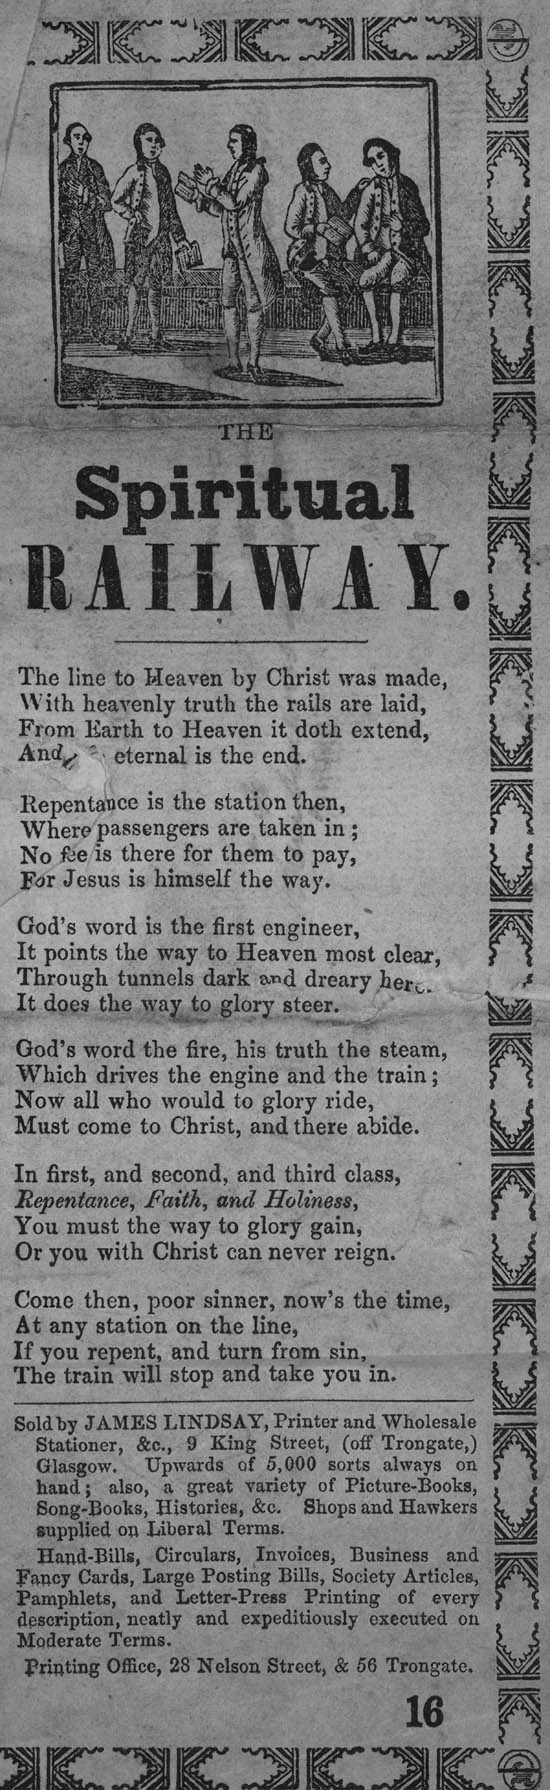 THE
Spiritual
RAILWAY.
The line to Heaven by Christ was made,
With heavenly truth the rails are laid,
From Earth to Heaven it doth extend,
And eternal is the end.
Repentance is the station then,
Where passengers are taken in;
No fee is there for them to pay,
For Jesus is himself the way.
God's word is the first engineer,
It points the way to Heaven most clear,
Through tunnels dark and dreary here.
It does the way to glory steer.
God's word the fire, his truth the steam,
Which drives the engine and the train;
Now all who would to glory ride,
Must come to Christ, and there abide.
In first, and second, and third class,
Repentance, Faith, and Holiness,
You must the way to glory gain,
Or you with Christ can never reign.
Come then, poor sinner, now's the time,
At any station on the line,
If you repent, and turn from sin,
The train will stop and take you in.
Sold by JAMES LINDSAY, Printer and Wholesale
Stationer, &c., 9 King Street, (off Trongate,)
Glasgow. Upwards of 5,000 sorts always on
hand; also, a great variety of Picture-Books,
Song-Books, Histories, &c. Shops and Hawkers
supplied on Liberal Terms.
Hand-Bills, Circulars, Invoices, Business and
Fancy Cards, Large Posting Bills, Society Articles,
Pamphlets, and Letter-Press Printing of every
description, neatly and expeditiously executed on
Moderate Terms.
Printing Office, 28 Nelson Street, & 56 Trongate.
16